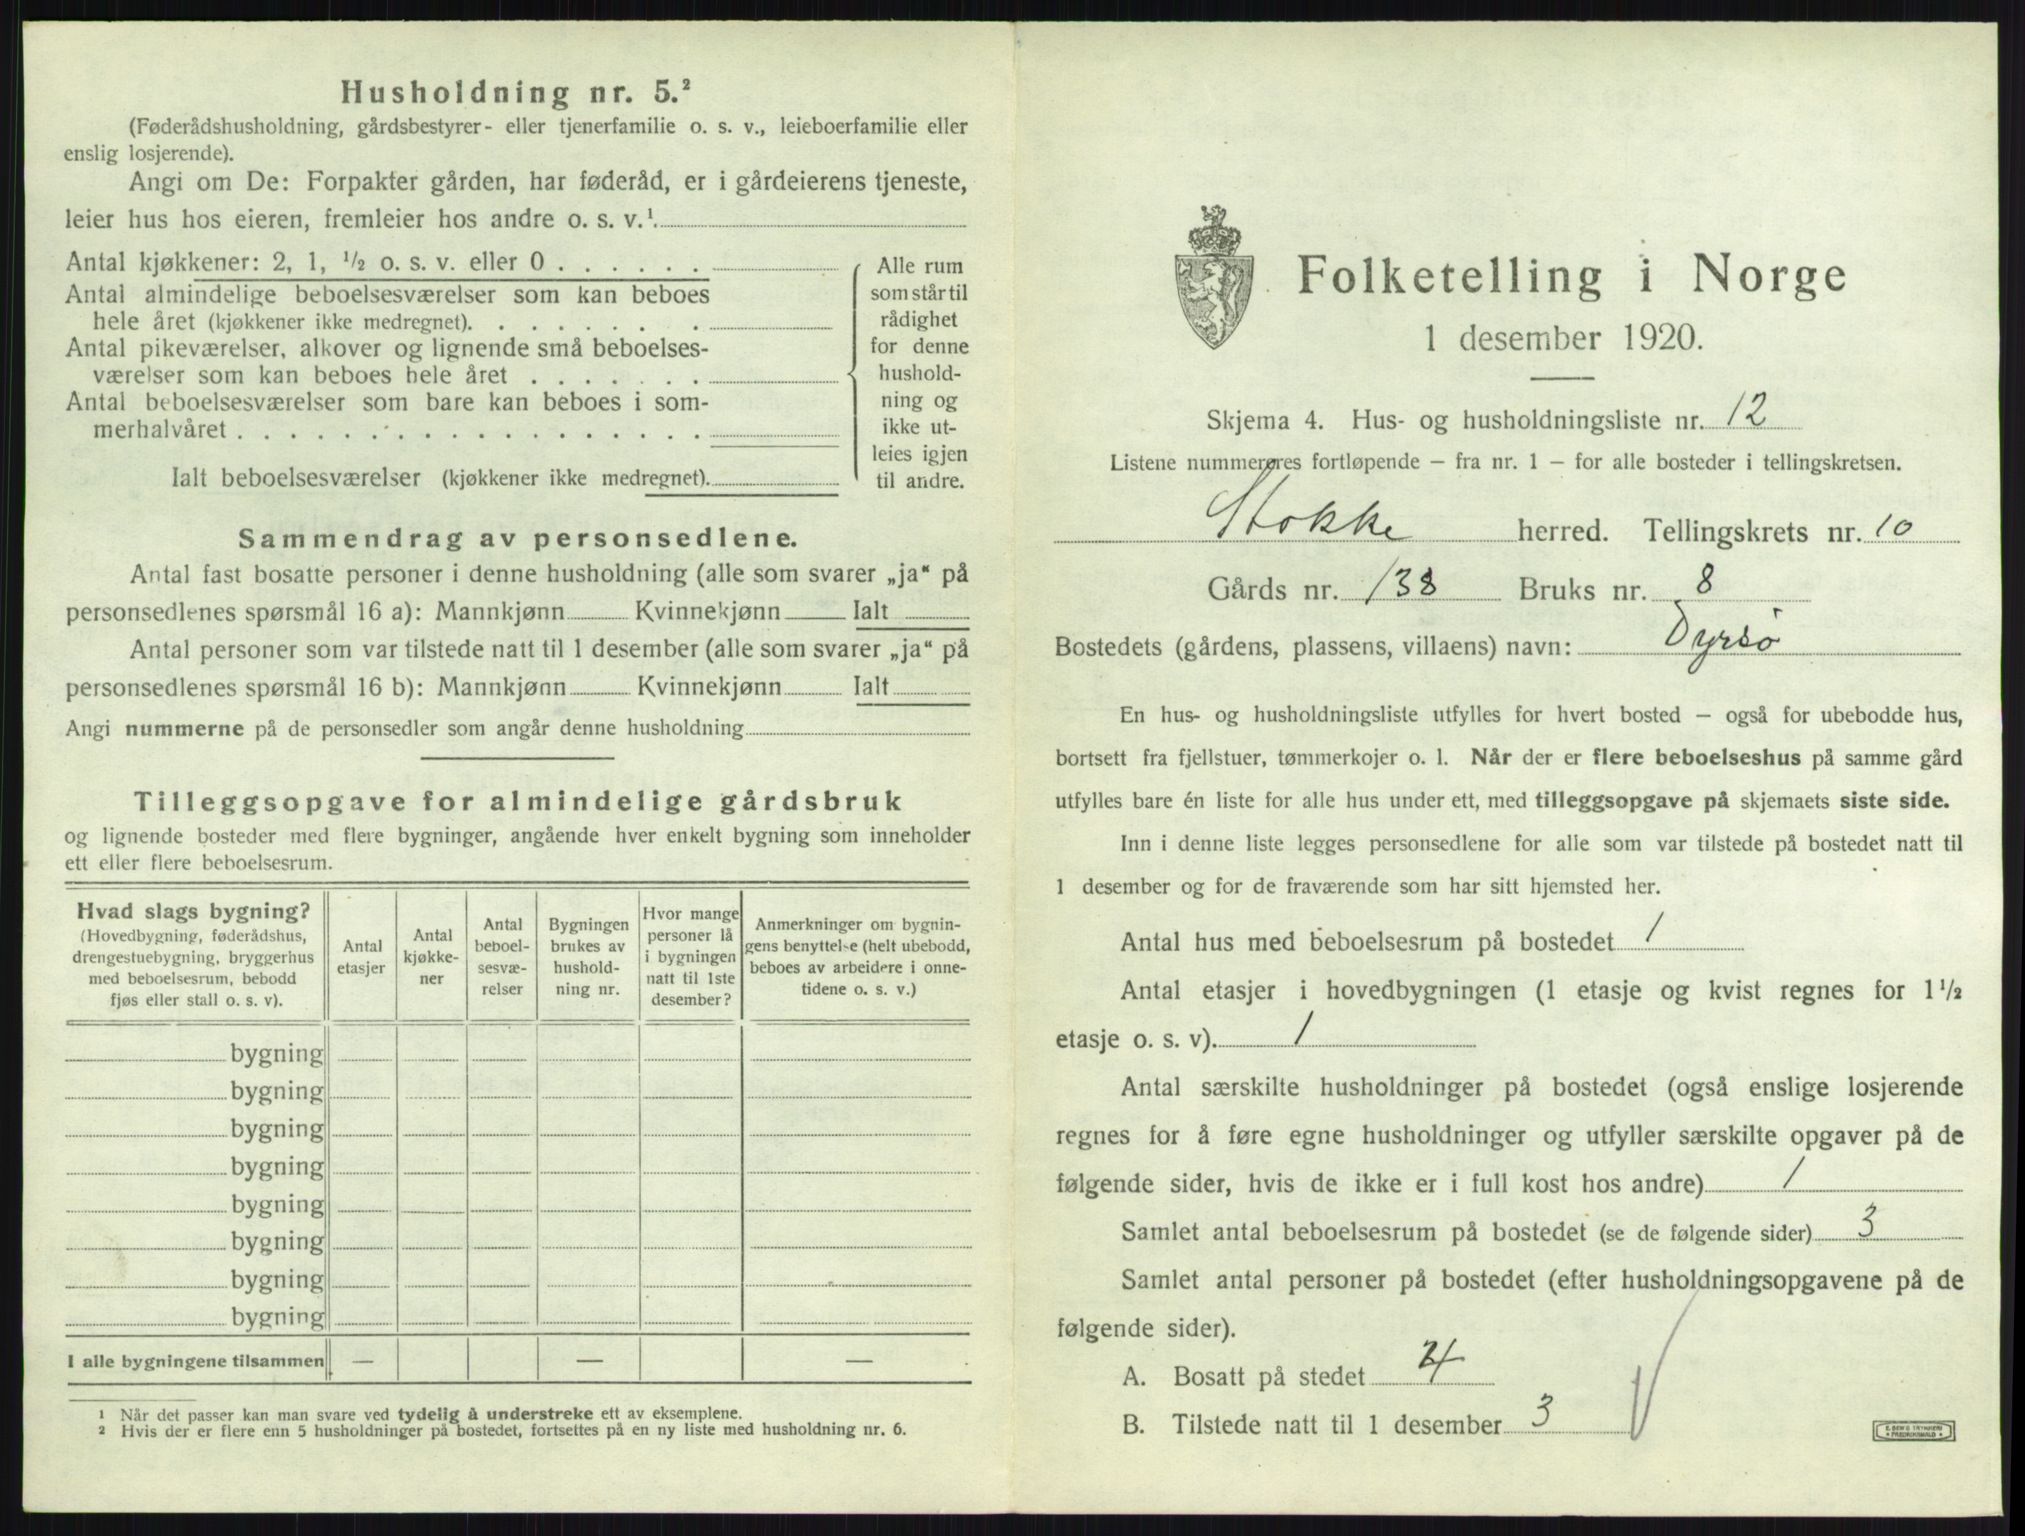 Husholdning nr. 5.²
(Føderådshusholdning, gårdsbestyrer- eller tjenerfamilie o. s. v., leieboerfamilie eller
enslig losjerende).
Angi om De: Forpakter gården, har føderåd, er i gårdeierens tjeneste,
leier hus hos eieren, fremleier hos andre o. s. v.¹
Antal kjøkkener: 2, 1, ½ o. s. v. eller 0 . . . . . .
Antal almindelige beboelsesværelser som kan beboes
hele året (kjøkkener ikke medregnet). . . . . . . .
Antal pikeværelser, alkover og lignende små beboelses-
værelser som kan beboes hele året . . . . . . .
Antal beboelsesværelser som bare kan beboes i som-
merhalvåret . . . . . . . . . . . . . . . . . .
Ialt beboelsesværelser (kjøkkener ikke medregnet).
Alle rum
som står til
rådighet
for denne
hushold-
ning og
ikke ut-
leies igjen
til andre.
Sammendrag av personsedlene.
Antal fast bosatte personer i denne husholdning (alle som svarer „ja“ på
personsedlenes spørsmål 16 a): Mannkjønn Kvinnekjønn Ialt
Antal personer som var tilstede natt til 1 desember (alle som svarer „ja“ på
personsedlenes spørsmål 16 b): Mannkjønn Kvinnekjønn Ialt
Angi nummerne på de personsedler som angår denne husholdning
Tilleggsopgave for almindelige gårdsbruk
og lignende bosteder med flere bygninger, angående hver enkelt bygning som inneholder
ett eller flere beboelsesrum.
Hvad slags bygning?
(Hovedbygning, føderådshus,
drengestuebygning, bryggerhus
med beboelsesrum, bebodd
fjøs eller stall o. s. v).
Antal
etasjer
Antal
kjøkke-
ner
Antal
beboel-
sesvæ-
relser
Bygningen
brukes av
hushold-
ning nr.
Hvor mange
personer lå
i bygningen
natt til 1ste
desember?
Anmerkninger om bygnin-
gens benyttelse (helt ubebodd,
beboes av arbeidere i onne-
tidene o. s. v.)
bygning
bygning
bygning
bygning
bygning
bygning
bygning
bygning
I alle bygningene tilsammen — — —
¹ Når det passer kan man svare ved tydelig å understreke ett av eksemplene.
² Hvis der er flere enn 5 husholdninger på bostedet, fortsettes på en ny liste med husholdning nr. 6.
Folketelling i Norge
1 desember 1920.
Skjema 4. Hus- og husholdningsliste nr. 12
Listene nummereres fortløpende – fra nr. 1 – for alle bosteder i tellingskretsen.
Stokke herred. Tellingskrets nr. 10
Gårds nr. 138 Bruks nr. 8
Bostedets (gårdens, plassens, villaens) navn: Dyrsø
En hus- og husholdningsliste utfylles for hvert bosted – også for ubebodde hus,
bortsett fra fjellstuer, tømmerkojer o. l. Når der er flere beboelseshus på samme gård
utfylles bare én liste for alle hus under ett, med tilleggsopgave på skjemaets siste side.
Inn i denne liste legges personsedlene for alle som var tilstede på bostedet natt til
1 desember og for de fraværende som har sitt hjemsted her.
Antal hus med beboelsesrum på bostedet 1
Antal etasjer i hovedbygningen (1 etasje og kvist regnes for 1½
etasje o. s. v). 1
Antal særskilte husholdninger på bostedet (også enslige losjerende
regnes for å føre egne husholdninger og utfyller særskilte opgaver på de
følgende sider, hvis de ikke er i full kost hos andre) 1
Samlet antal beboelsesrum på bostedet (se de følgende sider) 3
Samlet antal personer på bostedet (efter husholdningsopgavene på de
følgende sider).
A. Bosatt på stedet 4
B. Tilstede natt til 1 desember 3